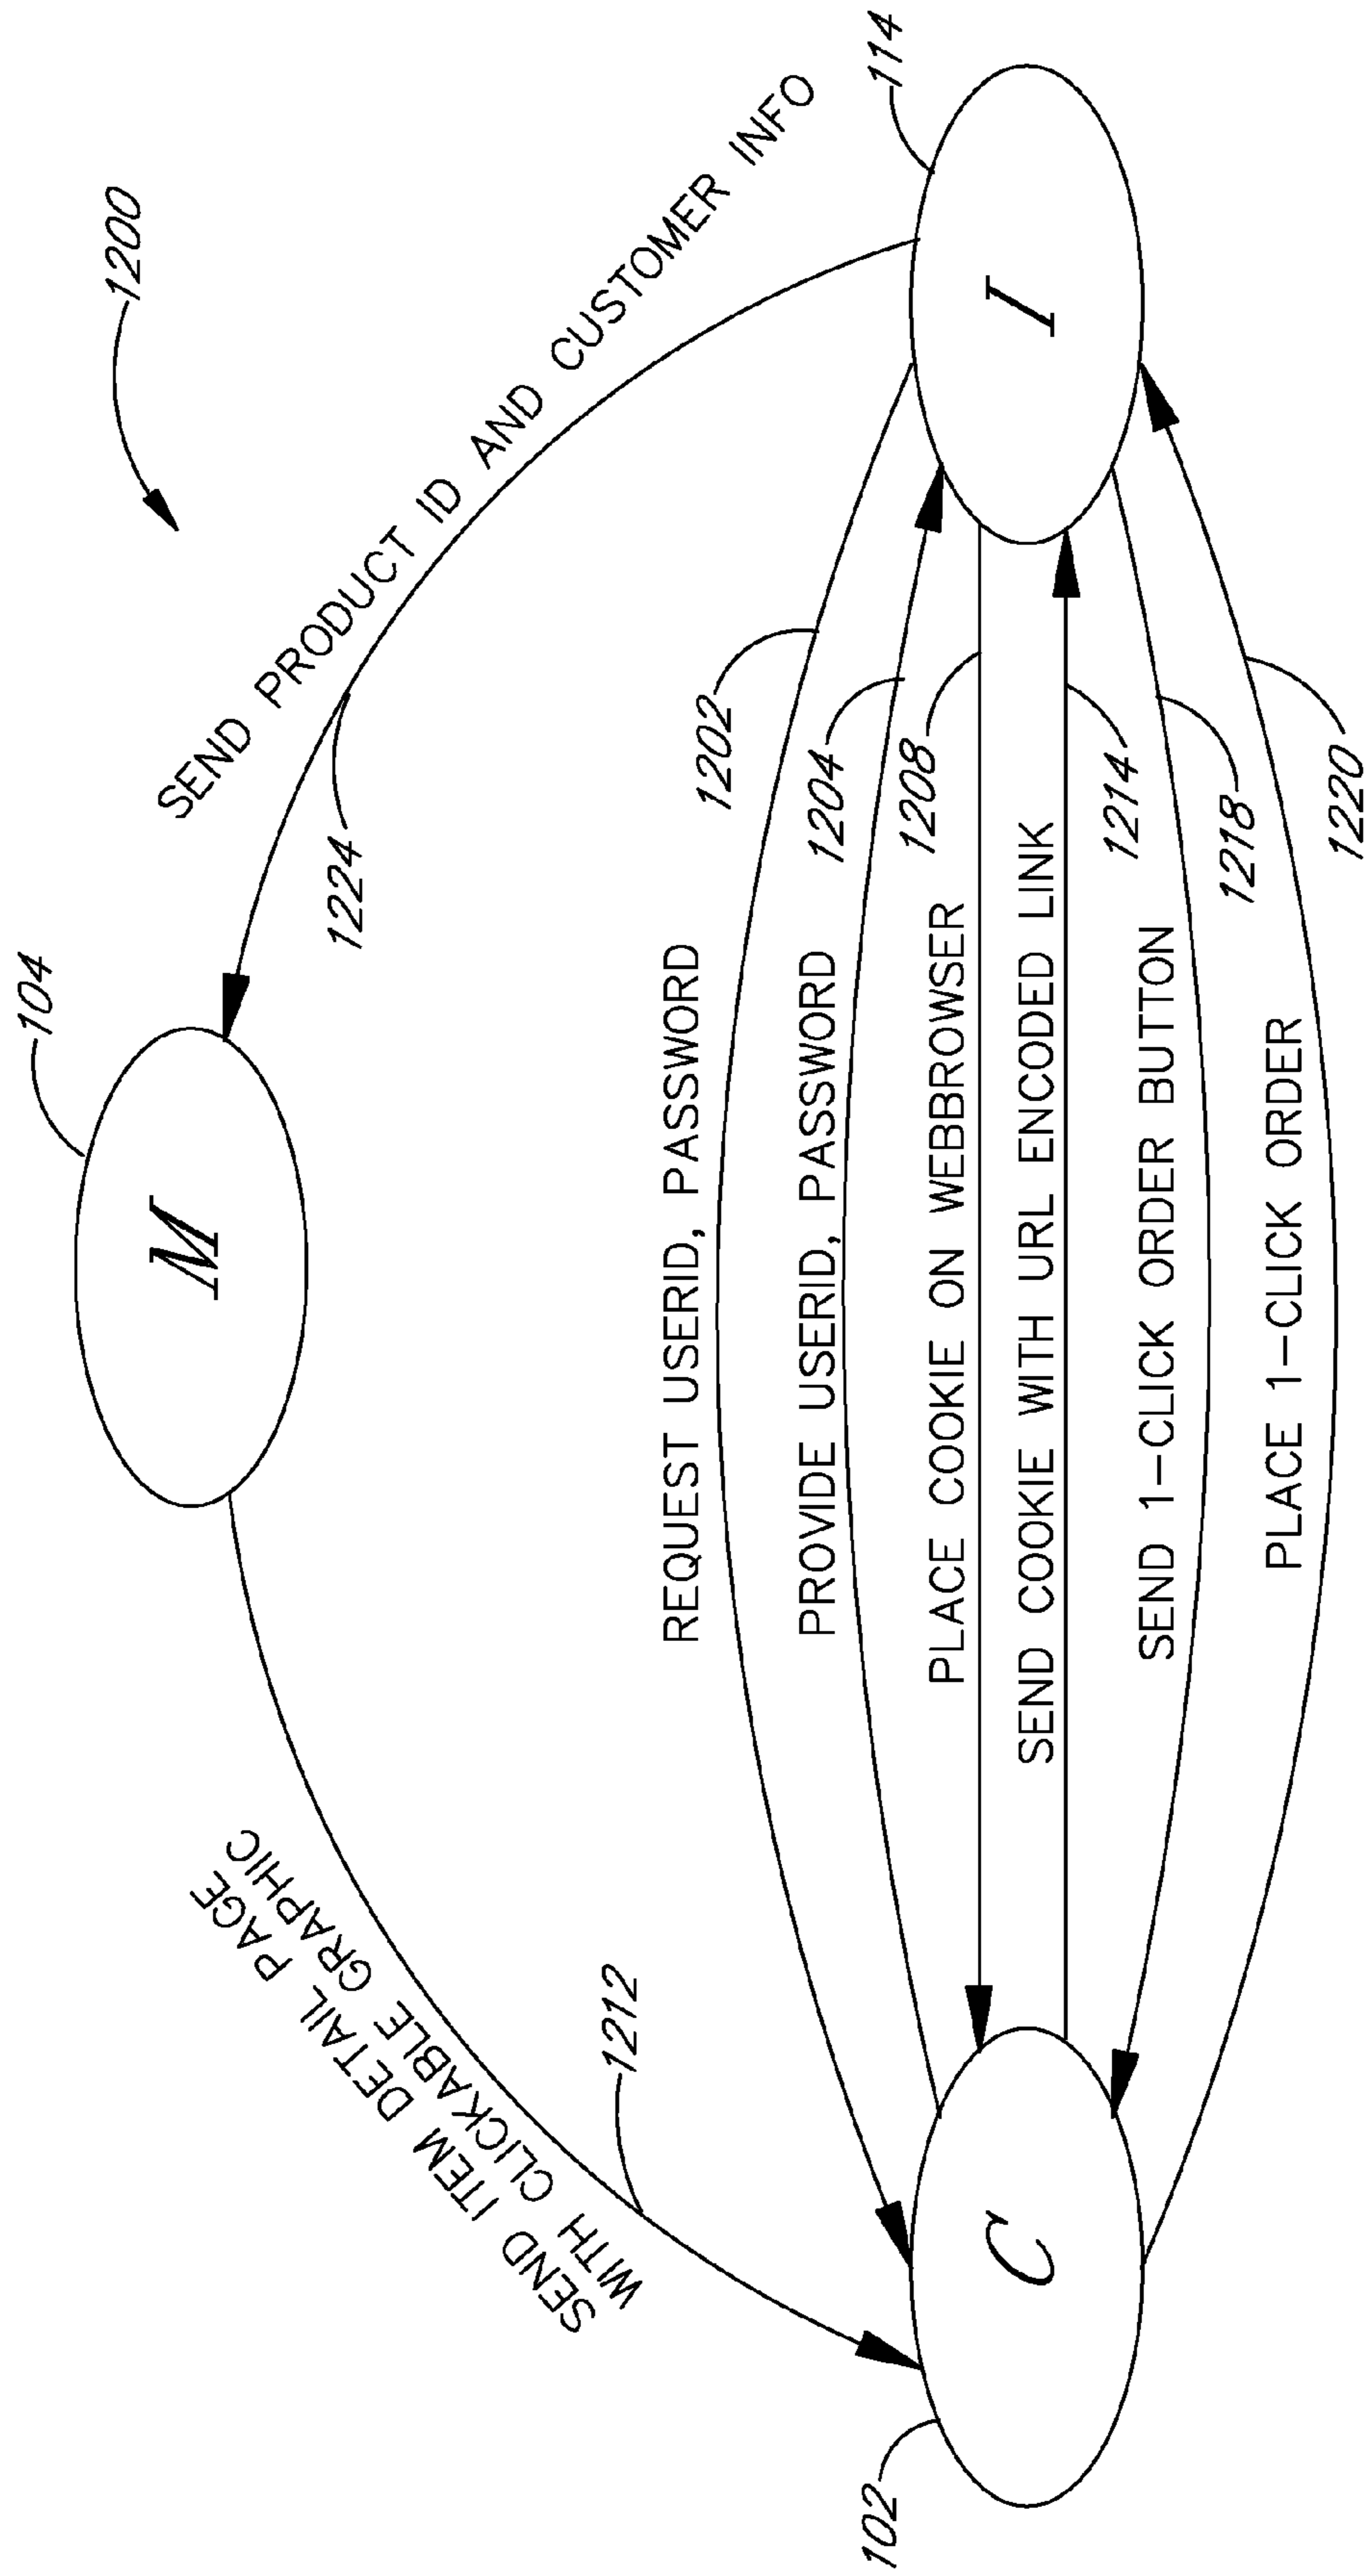 1200
104
M
SEND PRODUCT ID AND CUSTOMER INFO
1224
SEND ITEM DETAIL PAGE
WITH CLICKABLE GRAPHIC
1212
REQUEST USERID, PASSWORD
1202
PROVIDE USERID, PASSWORD
1204
PLACE COOKIE ON WEBBROWSER
1208
SEND COOKIE WITH URL ENCODED LINK
1214
SEND 1-CLICK ORDER BUTTON
1218
PLACE 1-CLICK ORDER
1220
102
C
114
I